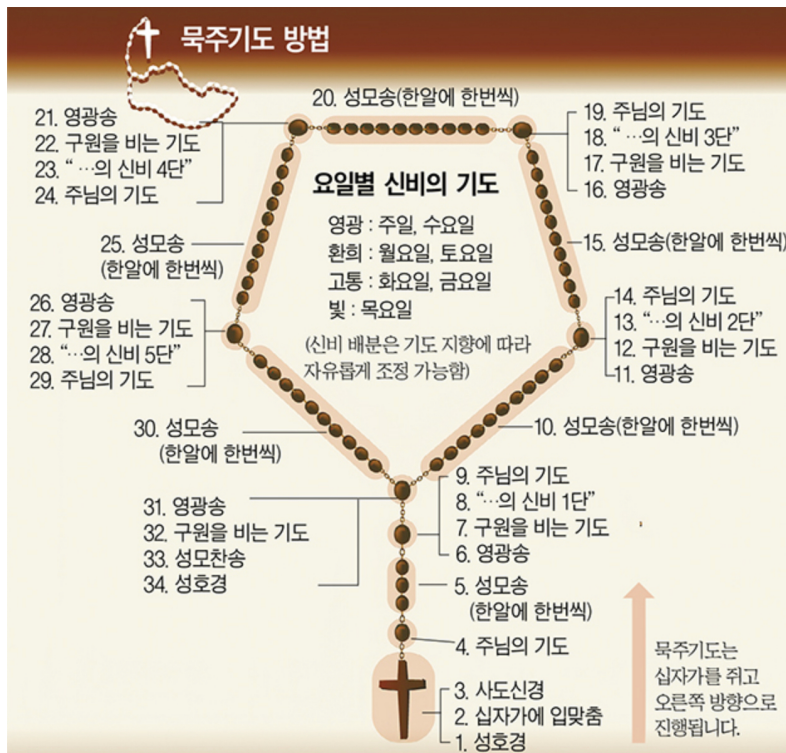 묵주기도 방법
20. 성모송(한알에 한번씩)
21. 영광송
22. 구원을 비는 기도
23. “…의 신비 4단”
24. 주님의 기도
19. 주님의 기도
18. “…의 신비 3단”
17. 구원을 비는 기도
16. 영광송
요일별 신비의 기도
영광 : 주일, 수요일
환희 : 월요일, 토요일
고통 : 화요일, 금요일
빛 : 목요일
(신비 배분은 기도 지향에 따라
자유롭게 조정 가능함)
25. 성모송
(한알에 한번씩)
15. 성모송(한알에 한번씩)
26. 영광송
27. 구원을 비는 기도
28. “…의 신비 5단”
29. 주님의 기도
14. 주님의 기도
13. “…의 신비 2단”
12. 구원을 비는 기도
11. 영광송
30. 성모송
(한알에 한번씩)
10. 성모송(한알에 한번씩)
31. 영광송
32. 구원을 비는 기도
33. 성모찬송
34. 성호경
9. 주님의 기도
8. “…의 신비 1단”
7. 구원을 비는 기도
6. 영광송
5. 성모송
(한알에 한번씩)
4. 주님의 기도
3. 사도신경
2. 십자가에 입맞춤
1. 성호경
묵주기도는
십자가를 쥐고
오른쪽 방향으로
진행됩니다.